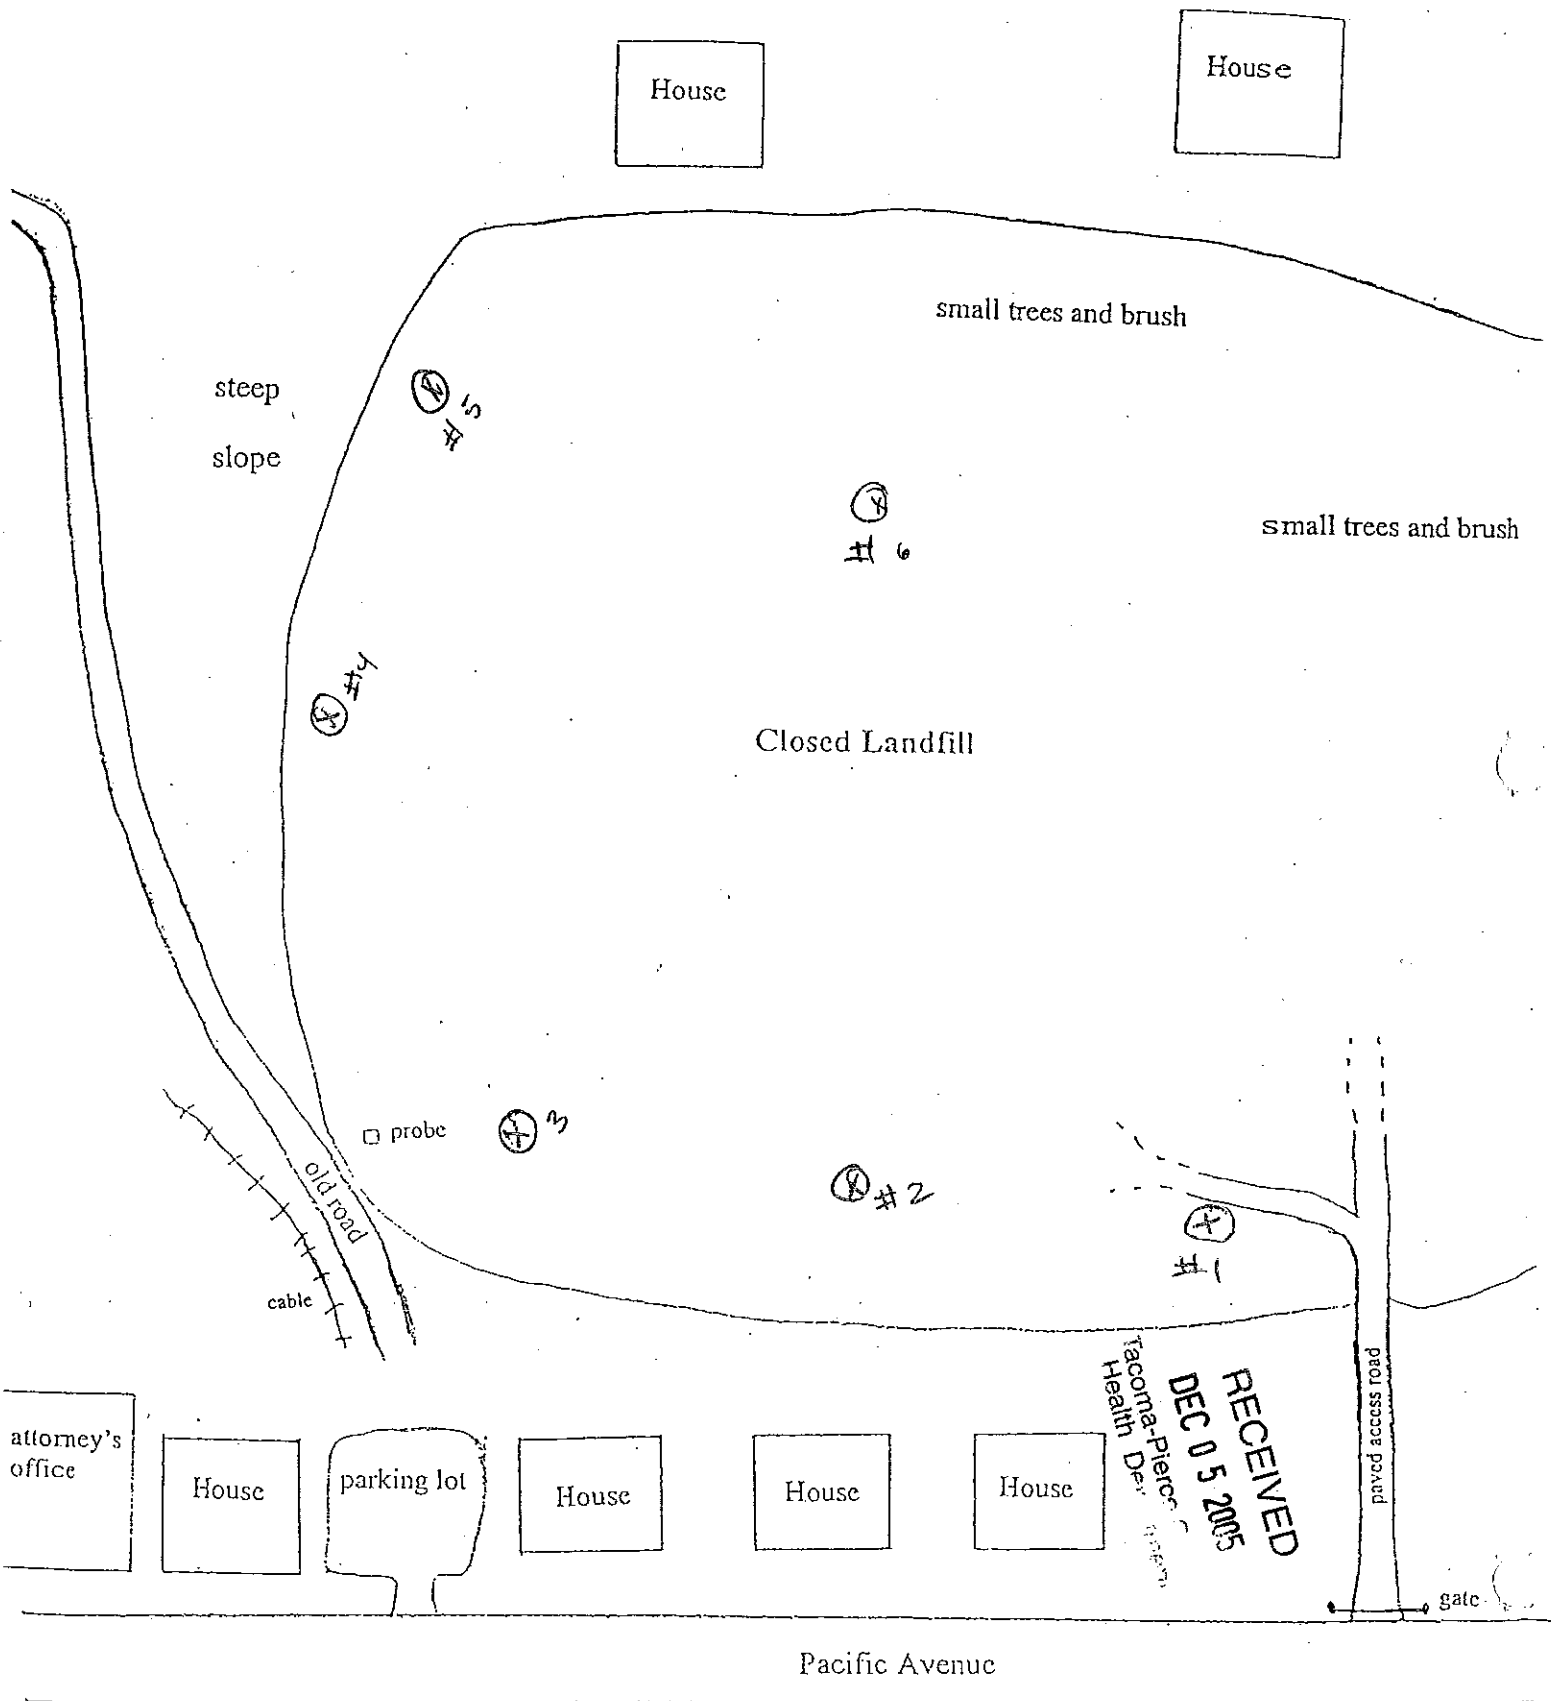 House
House
small trees and brush
steep
slope
#5
#6
small trees and brush
#4
Closed Landfill
probe
3
#2
#1
old road
cable
RECEIVED
DEC 05 2005
Tacoma-Pierce
Health
paved access road
attorney's
office
House
parking lot
House
House
House
gate
Pacific Avenue